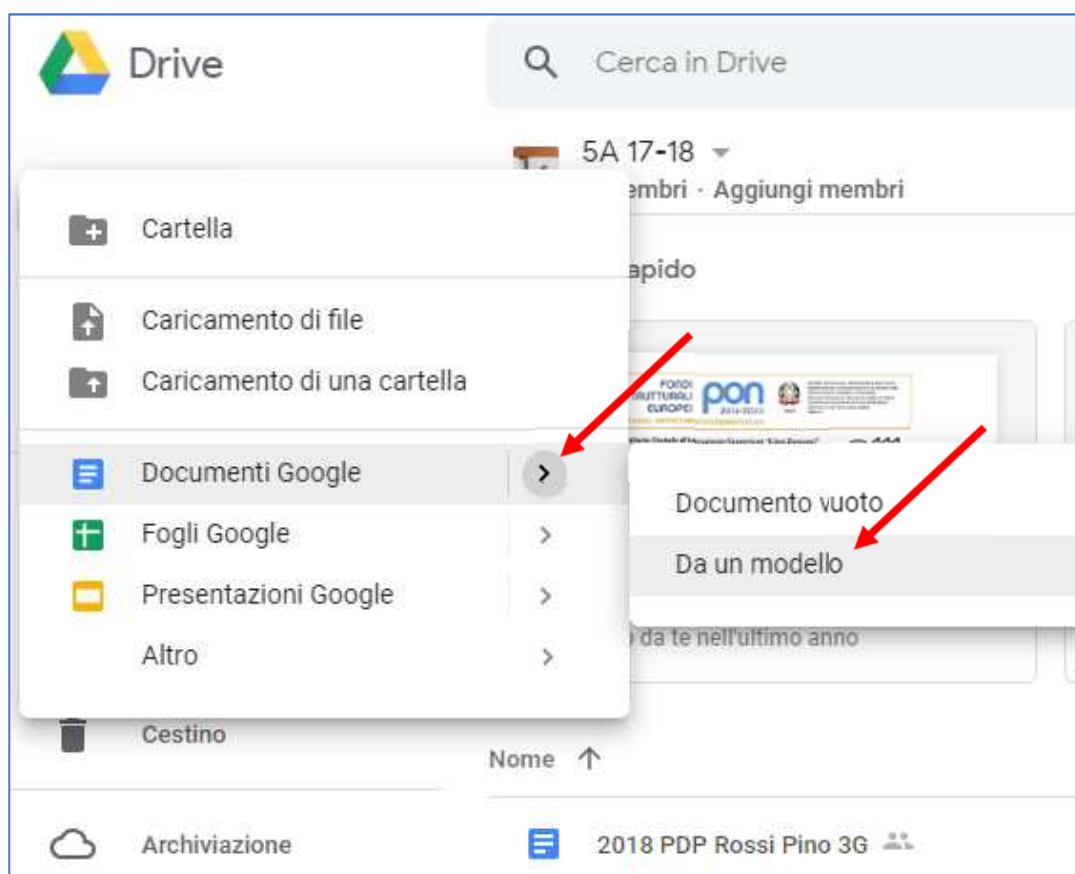 Drive
Cerca in Drive
5A 17-18
embri · Aggiungi membri
Cartella
apido
Caricamento di file
Caricamento di una cartella
FONDI
STRUTTURALI
EUROPEI
pon
2014-2020
Documenti Google
Documento vuoto
Fogli Google
Da un modello
Presentazioni Google
da te nell'ultimo anno
Altro
Cestino
Nome
Archiviazione
2018 PDP Rossi Pino 3G